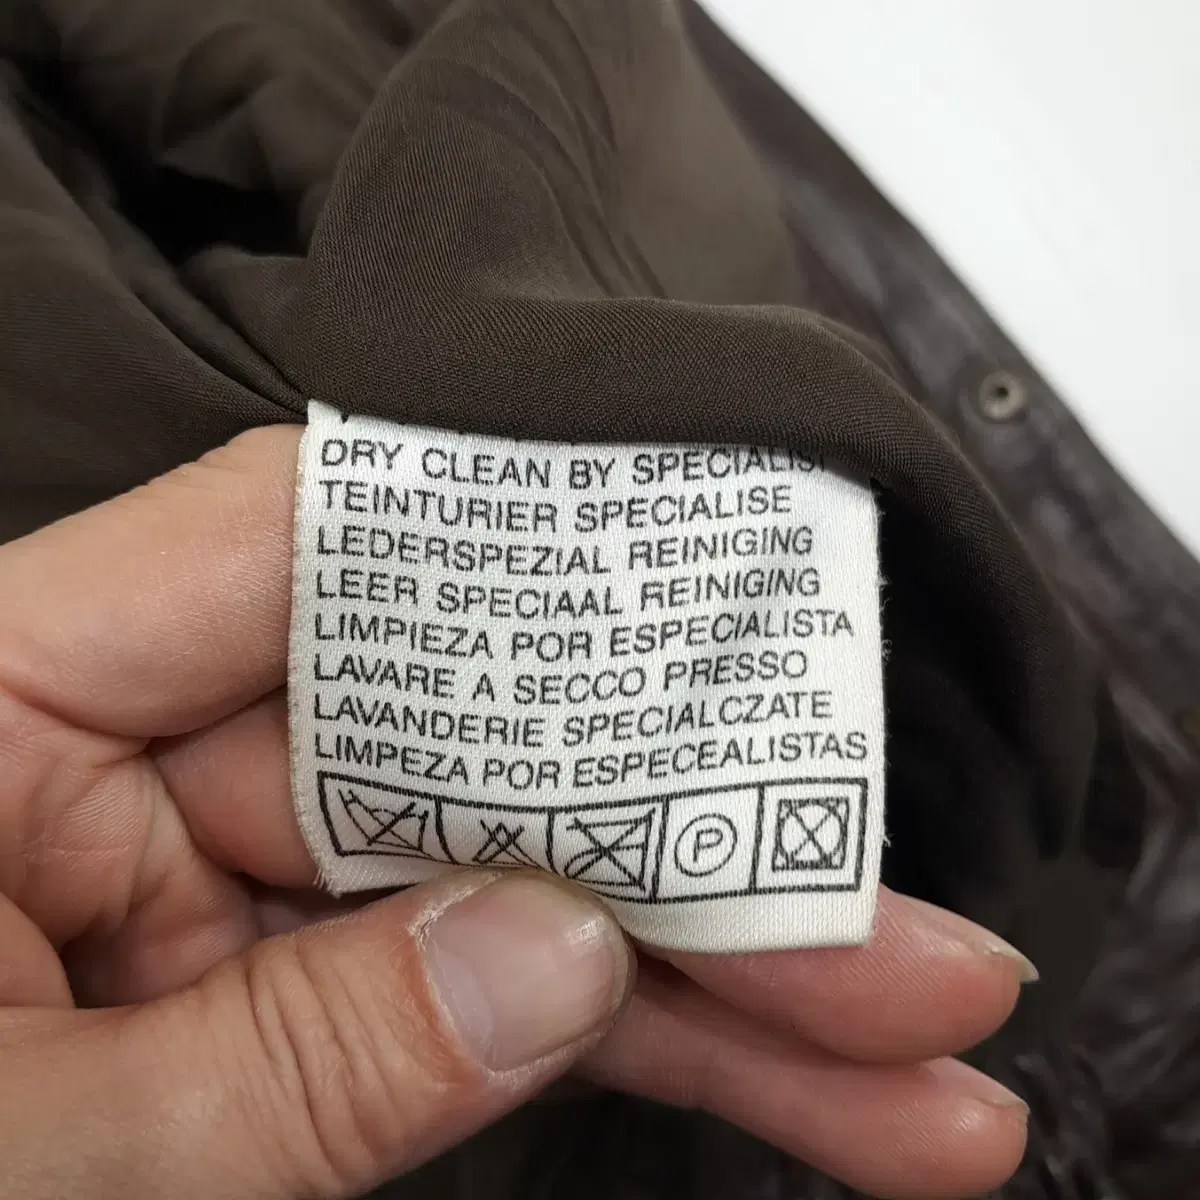 DRY CLEAN BY SPECIALIST
TEINTURIER SPECIALISE
LEDERSPEZIAL REINIGING
LEER SPECIAAL REINIGING
LIMPIEZA POR ESPECIALISTA
LAVARE A SECCO PRESSO
LAVANDERIE SPECIALCZATE
LIMPEZA POR ESPECEALISTAS
P